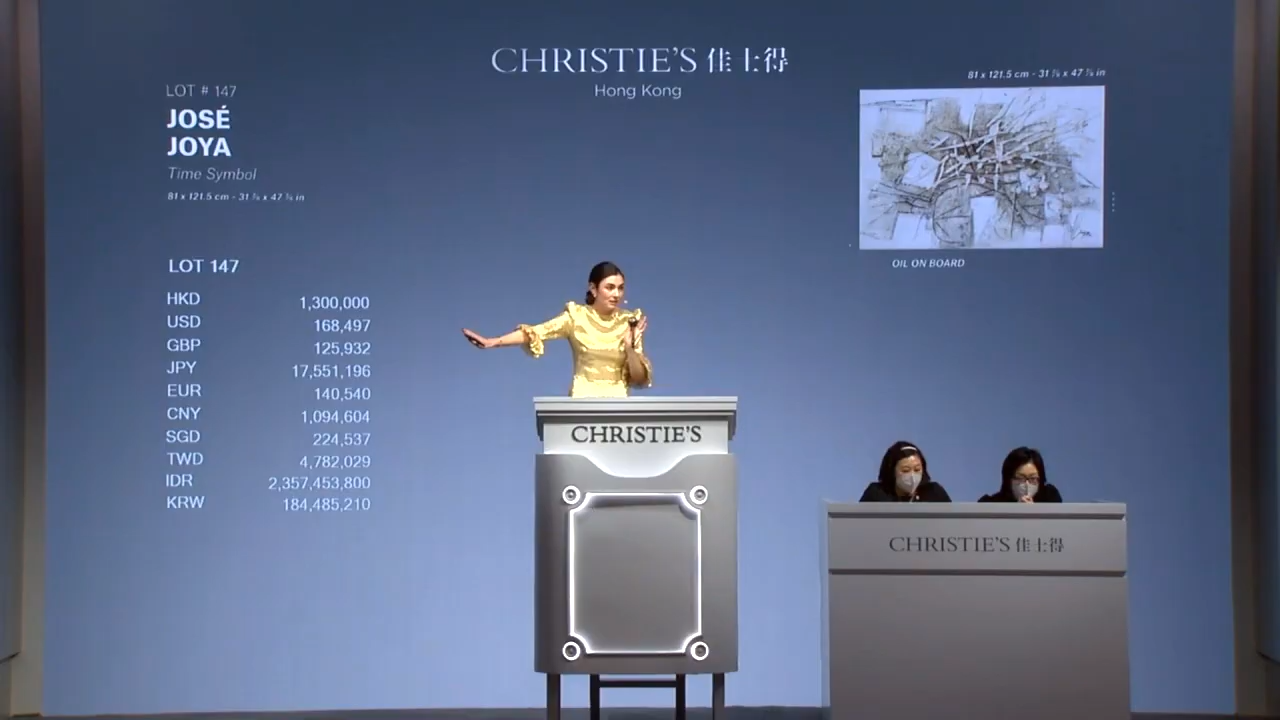 CHRISTIE'S 佳士得
Hong Kong
LOT # 147
JOSÉ
JOYA
Time Symbol
81 x 121.5 cm - 31 ⅞ x 47 ⅞ in
LOT 147
HKD 1,300,000
USD 168,497
GBP 125,932
JPY 17,551,196
EUR 140,540
CNY 1,094,604
SGD 224,537
TWD 4,782,029
IDR 2,357,453,800
KRW 184,485,210
81 x 121.5 cm - 31 ⅞ x 47 ⅞ in
OIL ON BOARD
CHRISTIE'S
CHRISTIE'S 佳士得